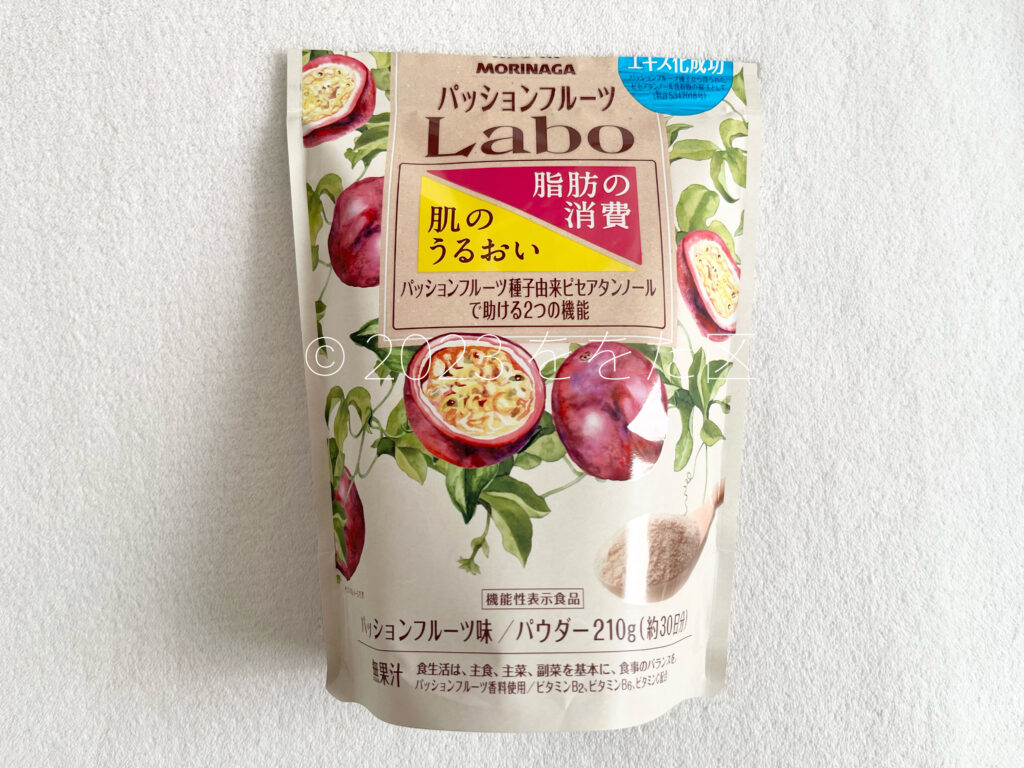 MORINAGA
パッションフルーツ
Labo
エキス化成功
脂肪の
消費
肌の
うるおい
パッションフルーツ種子由来ピセアタンノール
で助ける2つの機能
© 2023 ををた区
機能性表示食品
パッションフルーツ味/パウダー210g(約30日分)
無果汁
食生活は、主食、主菜、副菜を基本に、食事のバランスを
パッションフルーツ香料使用/ビタミンB2、ビタミンB6、ビタミンC配合